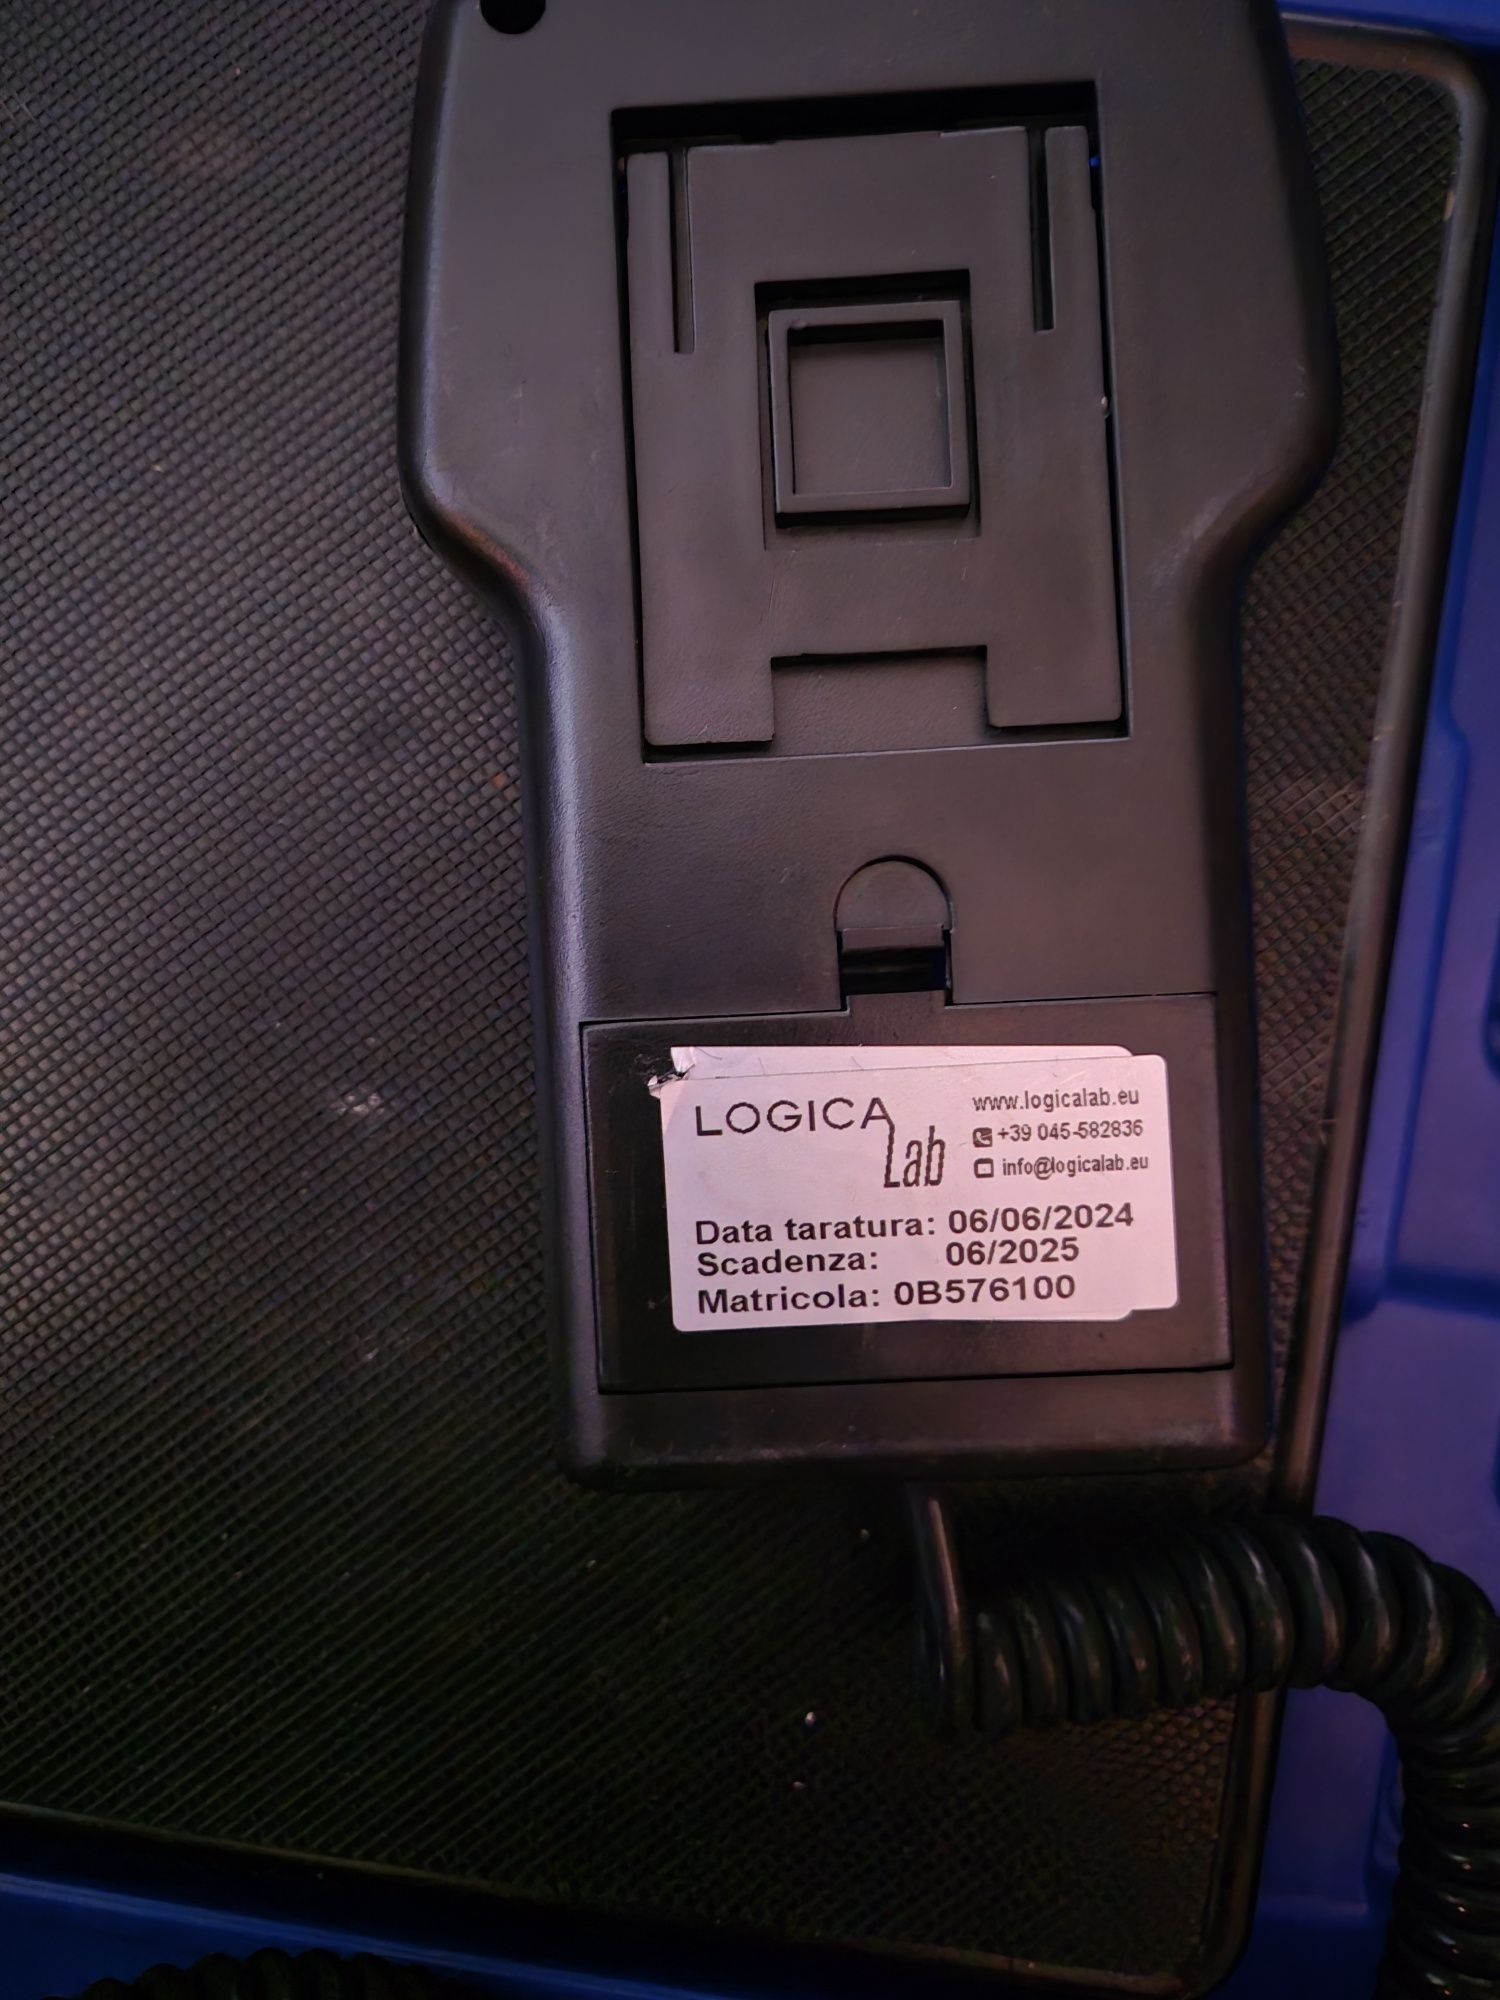 LOGICA
Lab
www.logicalab.eu
+39 045-582836
info@logicalab.eu
Data taratura: 06/06/2024
Scadenza: 06/2025
Matricola: 0B576100